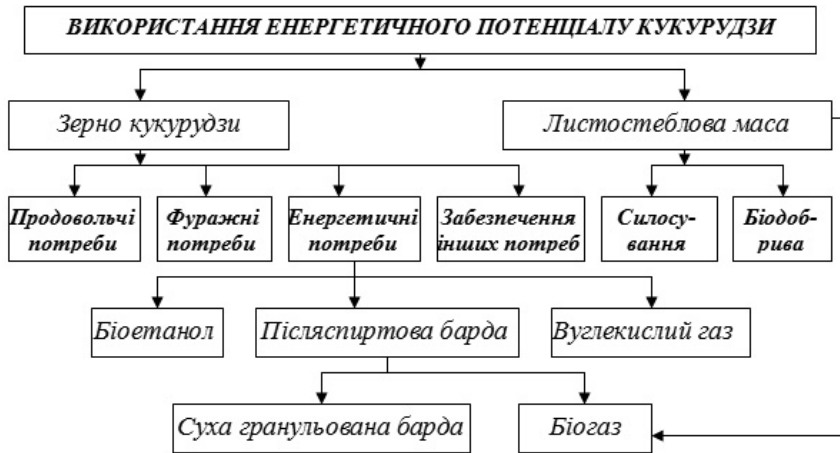 ВИКОРИСТАННЯ ЕНЕРГЕТИЧНОГО ПОТЕНЦІАЛУ КУКУРУДЗИ
Зерно кукурудзи
Листостеблова маса
Продовольчі
потреби
Фуражні
потреби
Енергетичні
потреби
Забезпечення
інших потреб
Силосу-
вання
Біодоб-
рива
Біоетанол
Післяспиртова барда
Вуглекислий газ
Суха гранульована барда
Біогаз